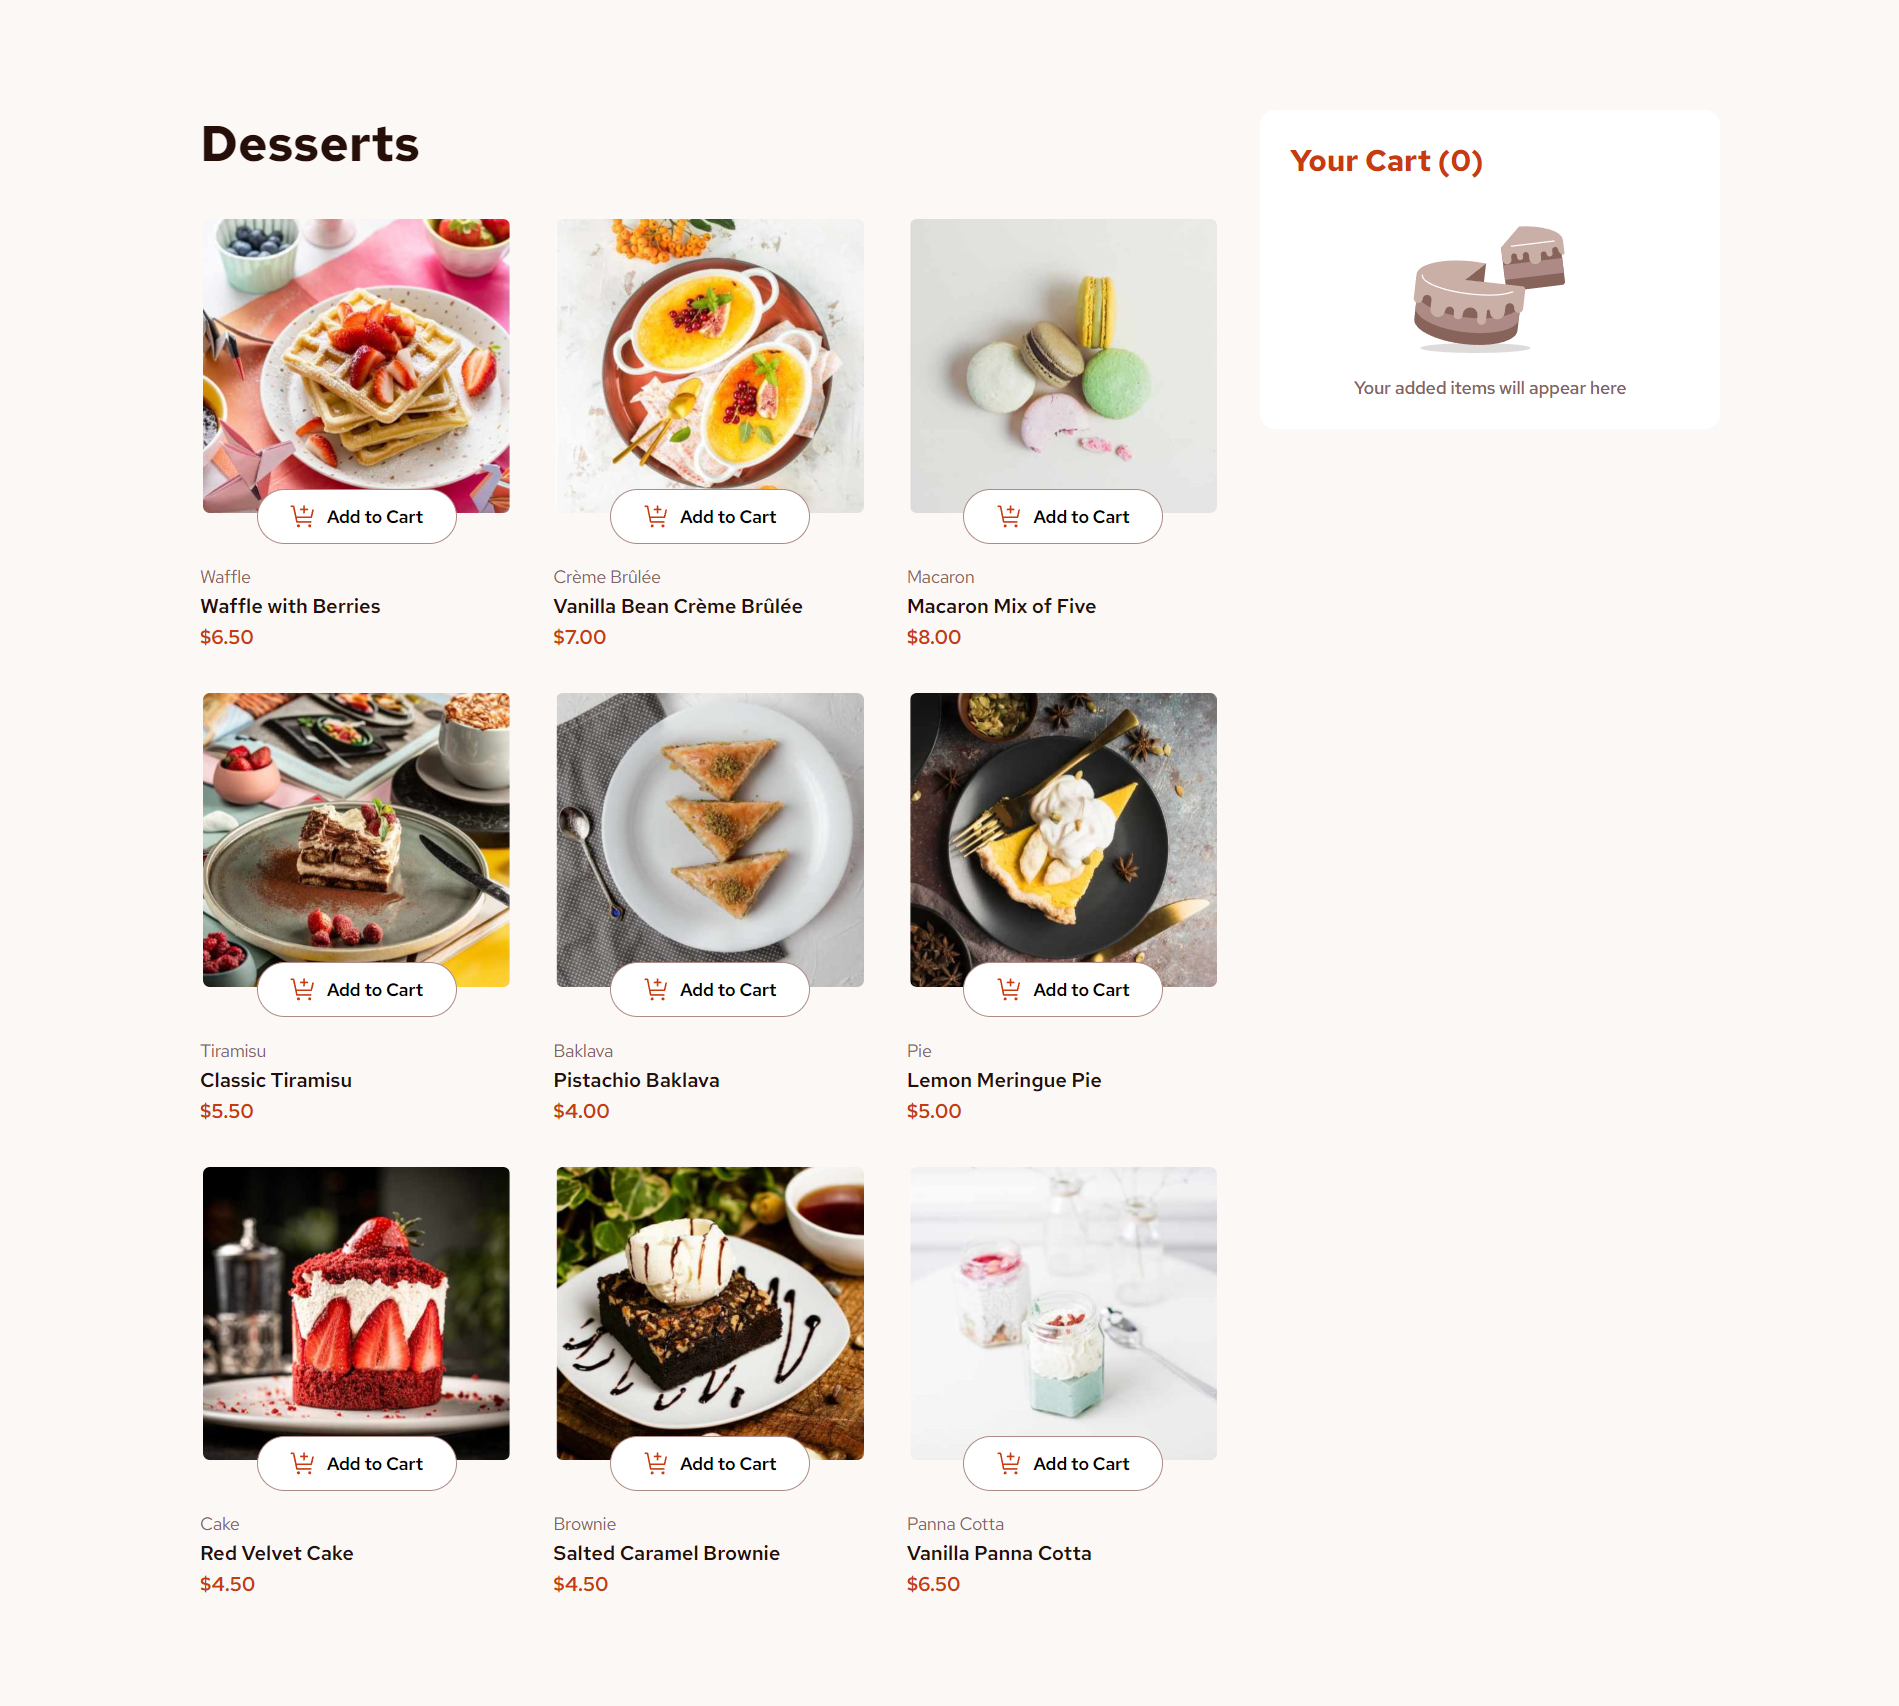 Desserts
Your Cart (0)
Your added items will appear here
Add to Cart
Add to Cart
Add to Cart
Waffle
Waffle with Berries
$6.50
Crème Brûlée
Vanilla Bean Crème Brûlée
$7.00
Macaron
Macaron Mix of Five
$8.00
Add to Cart
Add to Cart
Add to Cart
Tiramisu
Classic Tiramisu
$5.50
Baklava
Pistachio Baklava
$4.00
Pie
Lemon Meringue Pie
$5.00
Add to Cart
Add to Cart
Add to Cart
Cake
Red Velvet Cake
$4.50
Brownie
Salted Caramel Brownie
$4.50
Panna Cotta
Vanilla Panna Cotta
$6.50